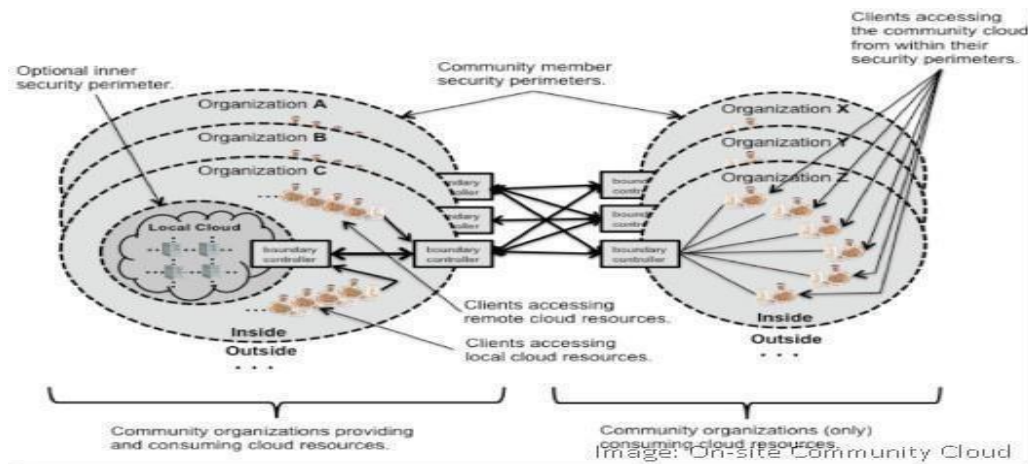 Clients accessing
the community cloud
from within their
security perimeters.
Optional inner
security perimeter.
Community member
security perimeters.
Organization A
Organization B
Organization C
Organization X
Organization Y
Organization Z
Local Cloud
boundary
controller
boundary
controller
boundary
controller
Clients accessing
remote cloud resources.
Clients accessing
local cloud resources.
Inside
Outside
Inside
Outside
Community organizations providing
and consuming cloud resources.
Community organizations (only)
consuming cloud resources.
Image: On-site Community Cloud